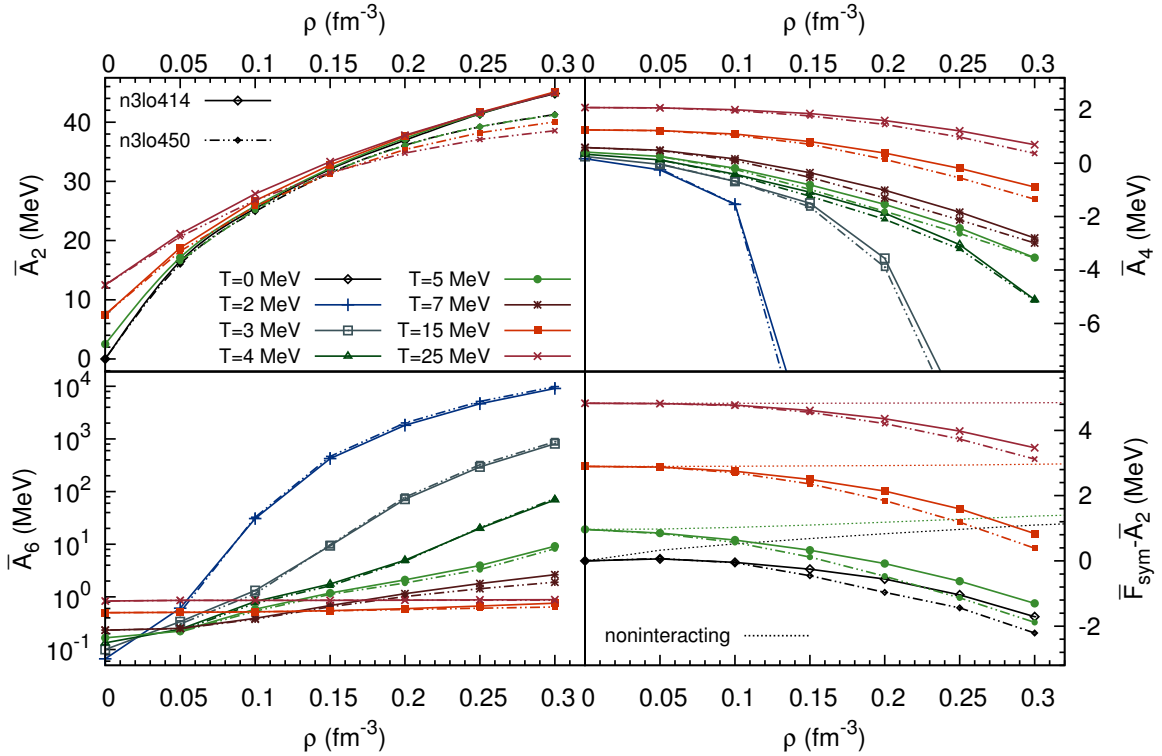 ρ (fm⁻³)
ρ (fm⁻³)
0 0.05 0.1 0.15 0.2 0.25 0.3
0 0.05 0.1 0.15 0.2 0.25 0.3
n3lo414
n3lo450
40
30
20
10
0
A̅₂ (MeV)
T=0 MeV T=5 MeV
T=2 MeV T=7 MeV
T=3 MeV T=15 MeV
T=4 MeV T=25 MeV
2
0
-2
-4
-6
A̅₄ (MeV)
10⁴
10³
10²
10¹
10⁰
10⁻¹
A̅₆ (MeV)
4
2
0
-2
F̅sym-A̅₂ (MeV)
noninteracting
0 0.05 0.1 0.15 0.2 0.25 0.3
0 0.05 0.1 0.15 0.2 0.25 0.3
ρ (fm⁻³)
ρ (fm⁻³)